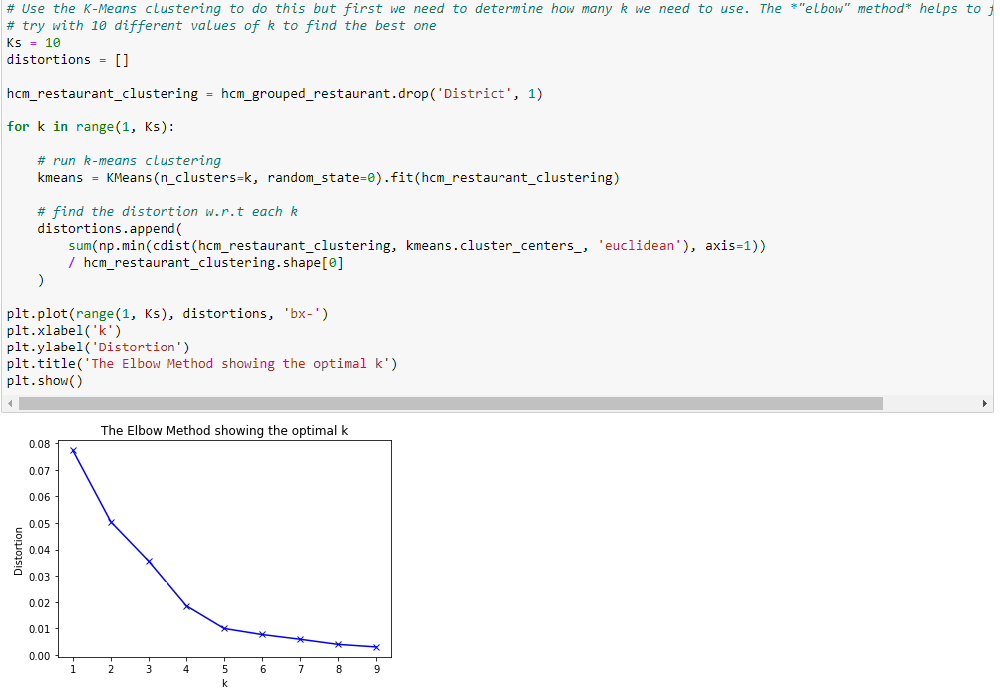 # Use the K-Means clustering to do this but first we need to determine how many k we need to use. The *"elbow" method* helps to
# try with 10 different values of k to find the best one
Ks = 10
distortions = []
hcm_restaurant_clustering = hcm_grouped_restaurant.drop('District', 1)
for k in range(1, Ks):
# run k-means clustering
kmeans = KMeans(n_clusters=k, random_state=0).fit(hcm_restaurant_clustering)
# find the distortion w.r.t each k
distortions.append(
sum(np.min(cdist(hcm_restaurant_clustering, kmeans.cluster_centers_, 'euclidean'), axis=1))
/ hcm_restaurant_clustering.shape[0]
)
plt.plot(range(1, Ks), distortions, 'bx-')
plt.xlabel('k')
plt.ylabel('Distortion')
plt.title('The Elbow Method showing the optimal k')
plt.show()
The Elbow Method showing the optimal k
0.08
0.07
0.06
0.05
0.04
0.03
0.02
0.01
0.00
Distortion
1 2 3 4 5 6 7 8 9
k